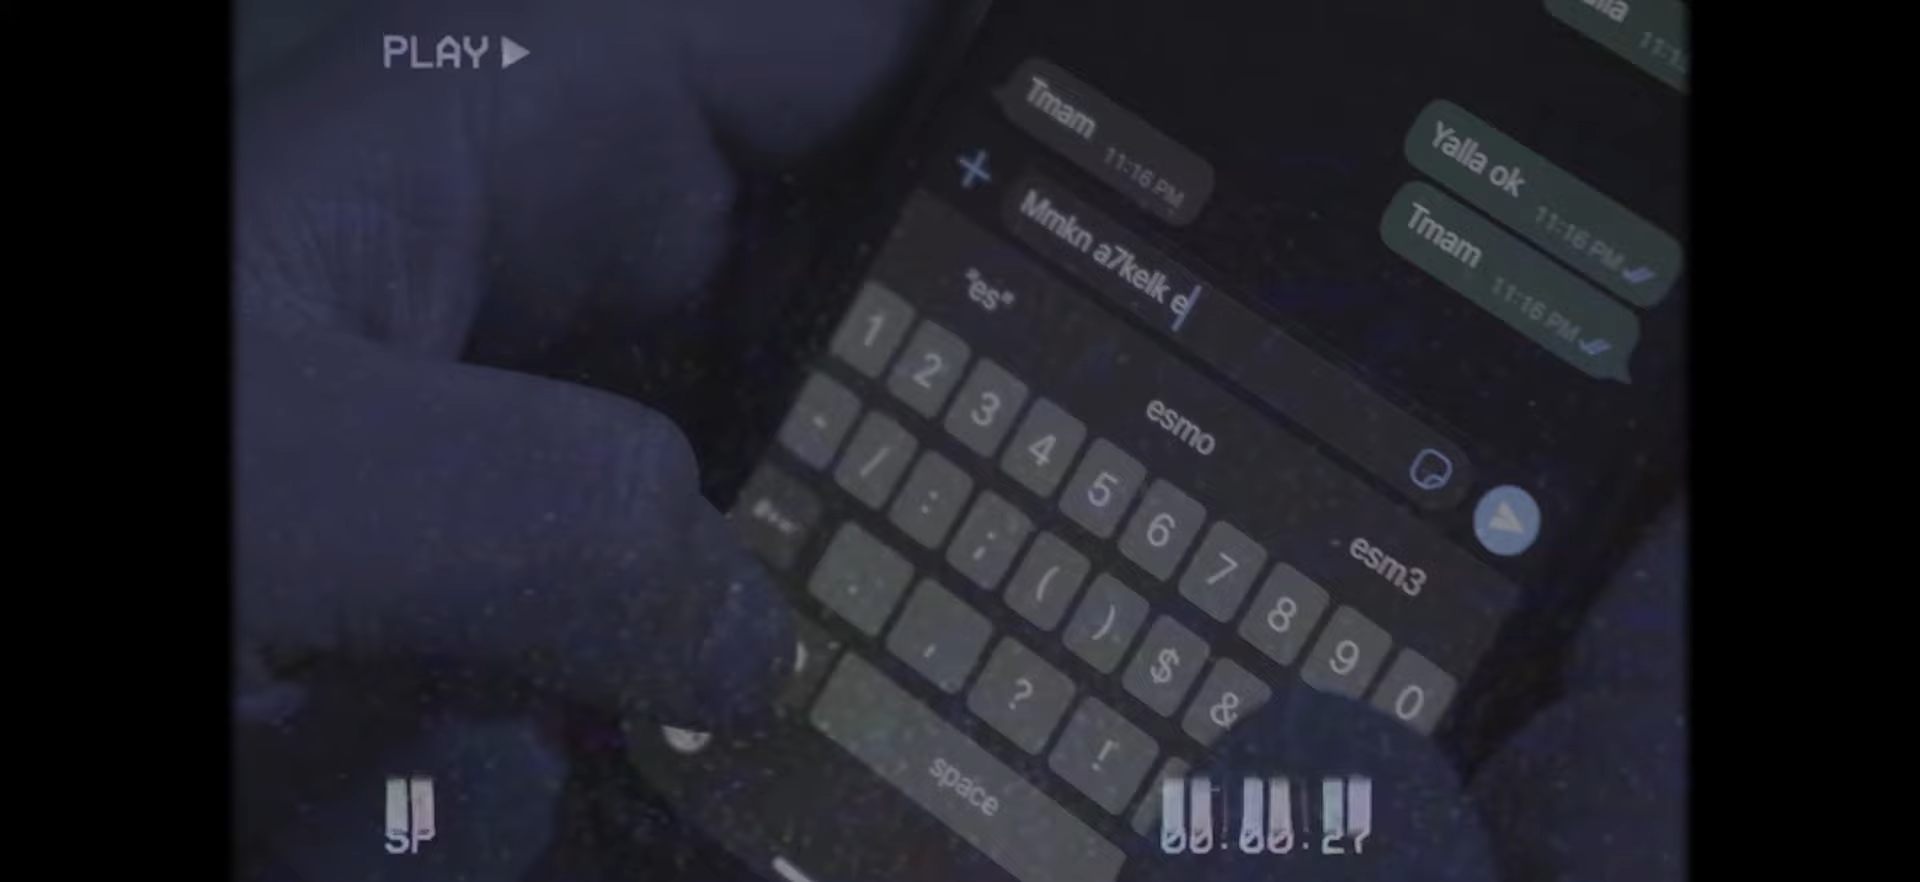 PLAY
Tmam
11:16 PM
Yalla ok
11:16 PM
Tmam
11:16 PM
Mmkn a7kelk e
"es"
esmo
esm3
1 2 3 4 5 6 7 8 9 0
- / : ; ( ) $ &
. , ? !
space
SP
00:00:27